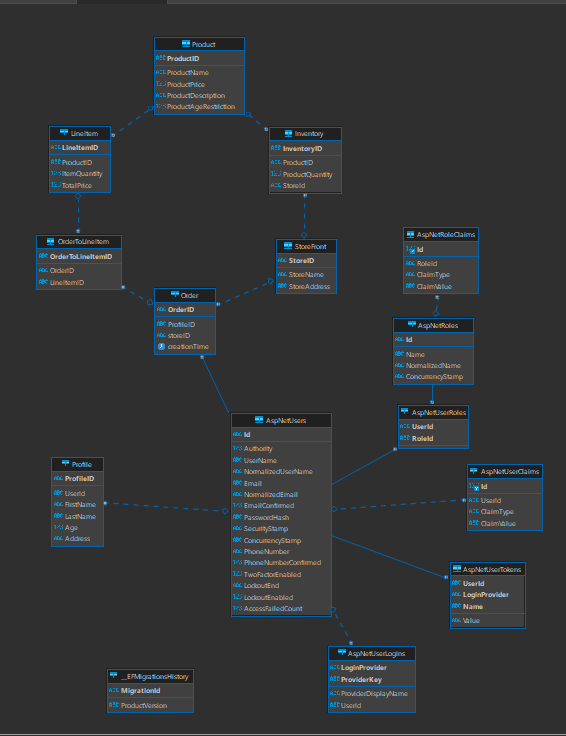 Product
ProductID
ProductName
ProductPrice
ProductDescription
ProductAgeRestriction
LineItem
LineItemID
ProductID
ItemQuantity
TotalPrice
Inventory
InventoryID
ProductID
ProductQuantity
StoreId
OrderToLineItem
OrderToLineItemID
OrderID
LineItemID
StoreFront
StoreID
StoreName
StoreAddress
AspNetRoleClaims
Id
RoleId
ClaimType
ClaimValue
Order
OrderID
ProfileID
storeID
creationTime
AspNetRoles
Id
Name
NormalizedName
ConcurrencyStamp
AspNetUserRoles
UserId
RoleId
AspNetUsers
Id
Authority
UserName
NormalizedUserName
Email
NormalizedEmail
EmailConfirmed
PasswordHash
SecurityStamp
ConcurrencyStamp
PhoneNumber
PhoneNumberConfirmed
TwoFactorEnabled
LockoutEnd
LockoutEnabled
AccessFailedCount
Profile
ProfileID
UserId
FirstName
LastName
Age
Address
AspNetUserClaims
Id
UserId
ClaimType
ClaimValue
AspNetUserTokens
UserId
LoginProvider
Name
Value
AspNetUserLogins
LoginProvider
ProviderKey
ProviderDisplayName
UserId
__EFMigrationsHistory
MigrationId
ProductVersion